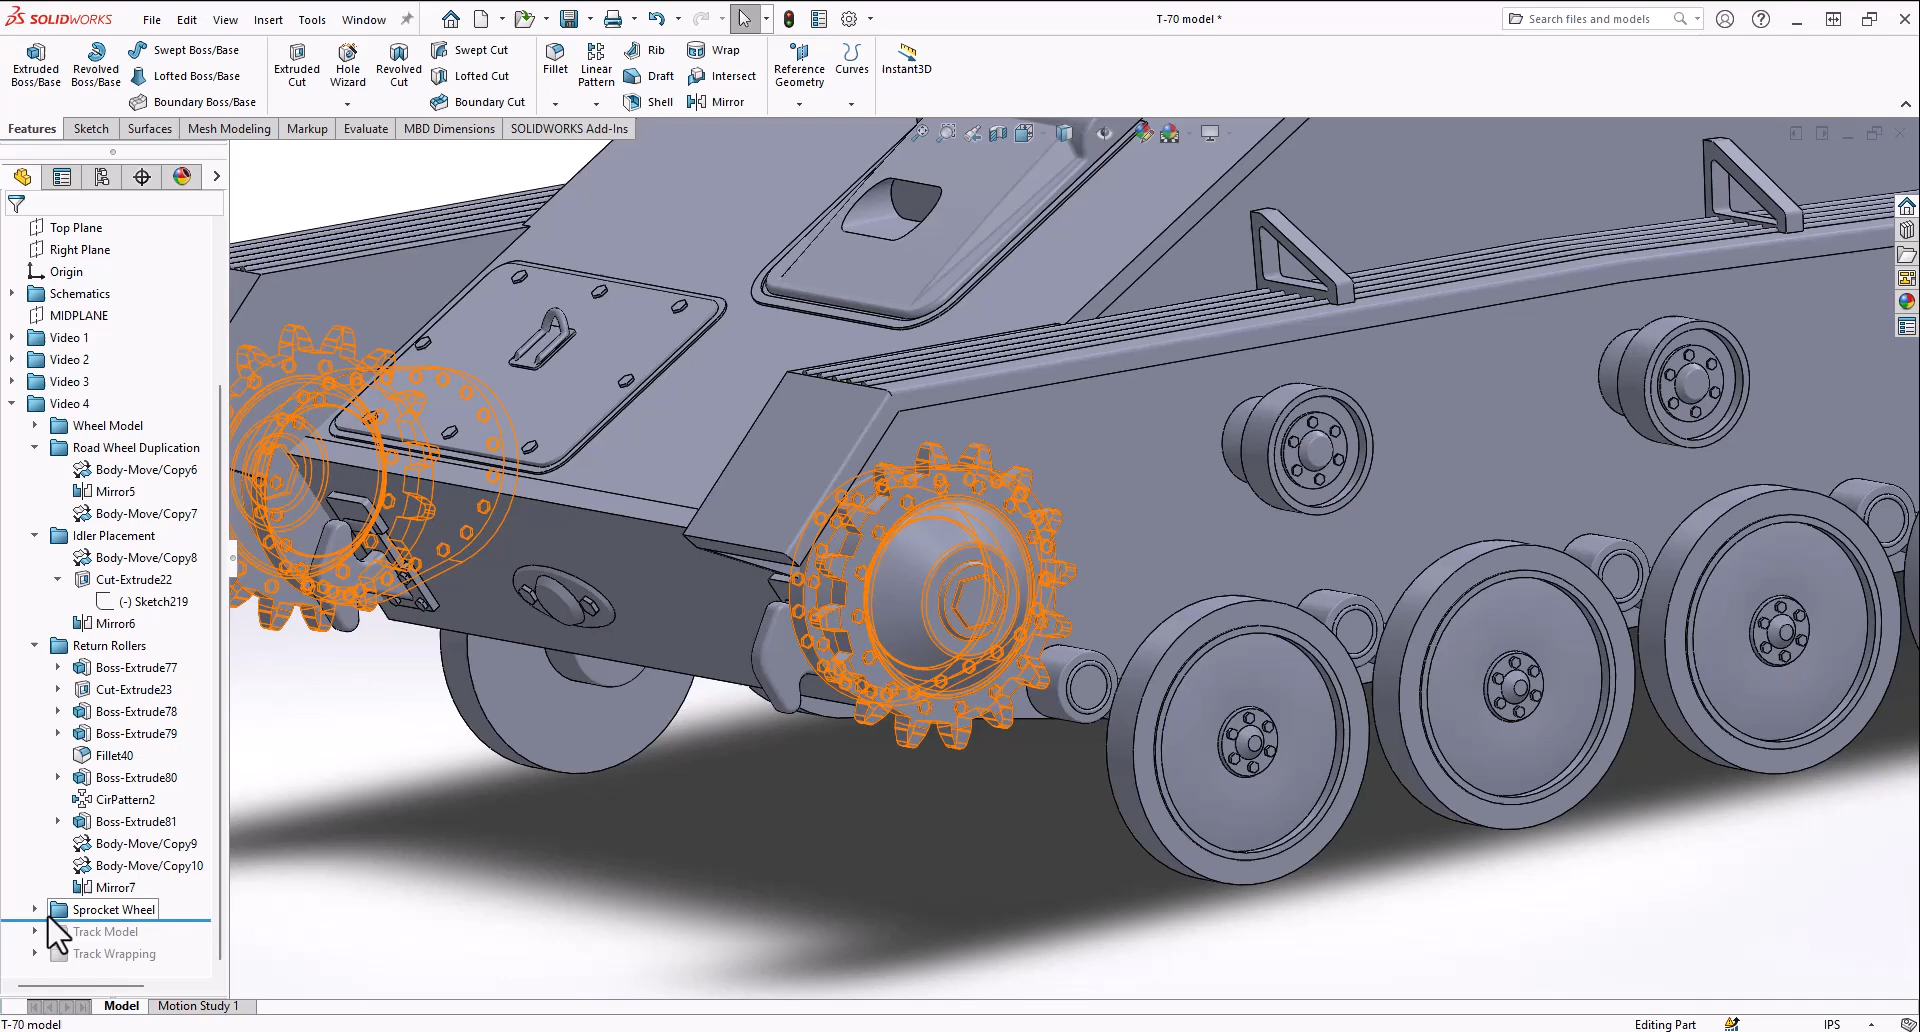 SOLIDWORKS File Edit View Insert Tools Window T-70 model * Search files and models
Extruded Boss/Base
Revolved Boss/Base
Swept Boss/Base
Lofted Boss/Base
Boundary Boss/Base
Extruded Cut
Hole Wizard
Revolved Cut
Swept Cut
Lofted Cut
Boundary Cut
Fillet
Linear Pattern
Rib
Draft
Shell
Wrap
Intersect
Mirror
Reference Geometry
Curves
Instant3D
Features Sketch Surfaces Mesh Modeling Markup Evaluate MBD Dimensions SOLIDWORKS Add-Ins
Top Plane
Right Plane
Origin
Schematics
MIDPLANE
Video 1
Video 2
Video 3
Video 4
Wheel Model
Road Wheel Duplication
Body-Move/Copy6
Mirror5
Body-Move/Copy7
Idler Placement
Body-Move/Copy8
Cut-Extrude22
(-) Sketch219
Mirror6
Return Rollers
Boss-Extrude77
Cut-Extrude23
Boss-Extrude78
Boss-Extrude79
Fillet40
Boss-Extrude80
CirPattern2
Boss-Extrude81
Body-Move/Copy9
Body-Move/Copy10
Mirror7
Sprocket Wheel
Track Model
Track Wrapping
Model Motion Study 1
T-70 model Editing Part IPS